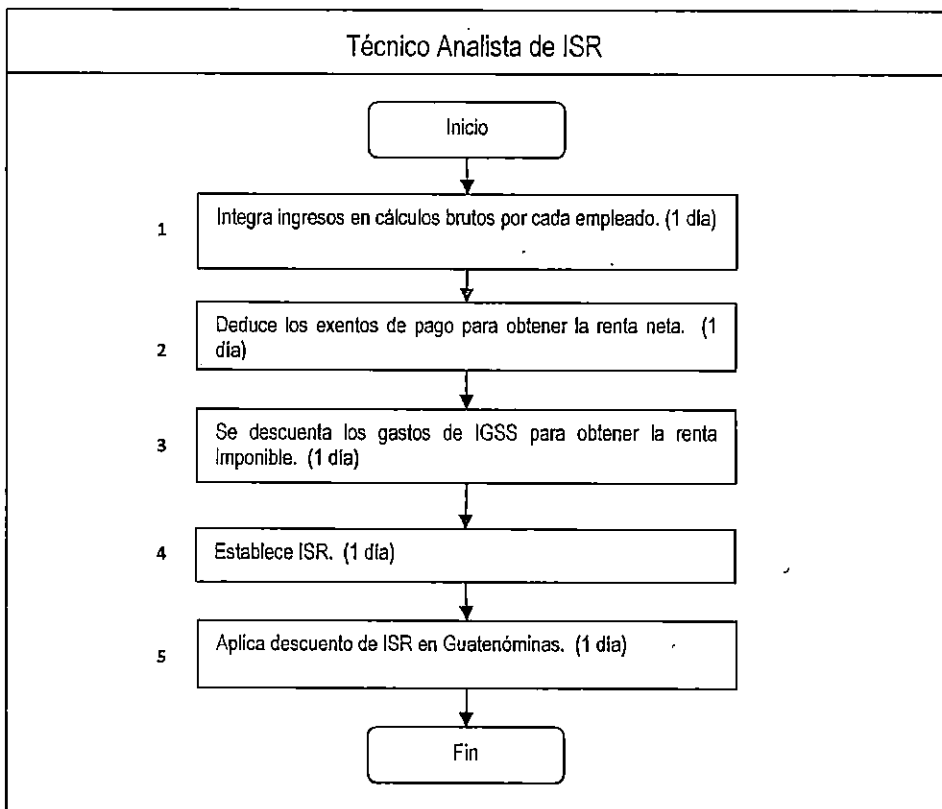 Técnico Analista de ISR
Inicio
1
Integra ingresos en cálculos brutos por cada empleado. (1 día)
2
Deduce los exentos de pago para obtener la renta neta. (1
día)
3
Se descuenta los gastos de IGSS para obtener la renta
imponible. (1 día)
4
Establece ISR. (1 día)
5
Aplica descuento de ISR en Guatenóminas. (1 día)
Fin